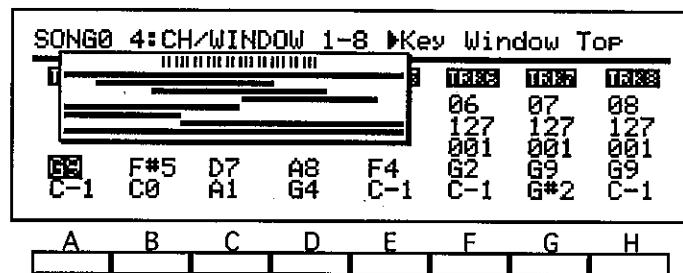 SONG0 4:CH/WINDOW 1-8 ▶Key Window Top
TRK6 TRK7 TRK8
06 07 08
127 127 127
001 001 001
G9 F#5 D7 A8 F4 G2 G9 G9
C-1 C0 A1 G4 C-1 C-1 G#2 C-1
A B C D E F G H